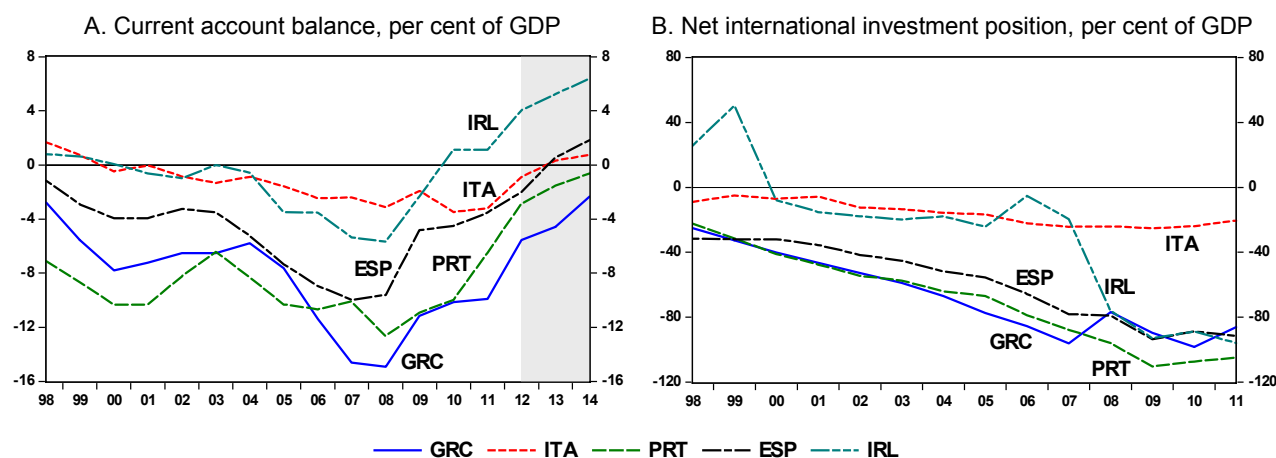 A. Current account balance, per cent of GDP
8 8
4 4
0 0
-4 -4
-8 -8
-12 -12
-16 -16
IRL
ITA
ESP
PRT
GRC
98 99 00 01 02 03 04 05 06 07 08 09 10 11 12 13 14
B. Net international investment position, per cent of GDP
80 80
40 40
0 0
-40 -40
-80 -80
-120 -120
ITA
ESP
IRL
GRC
PRT
98 99 00 01 02 03 04 05 06 07 08 09 10 11
GRC ITA PRT ESP IRL